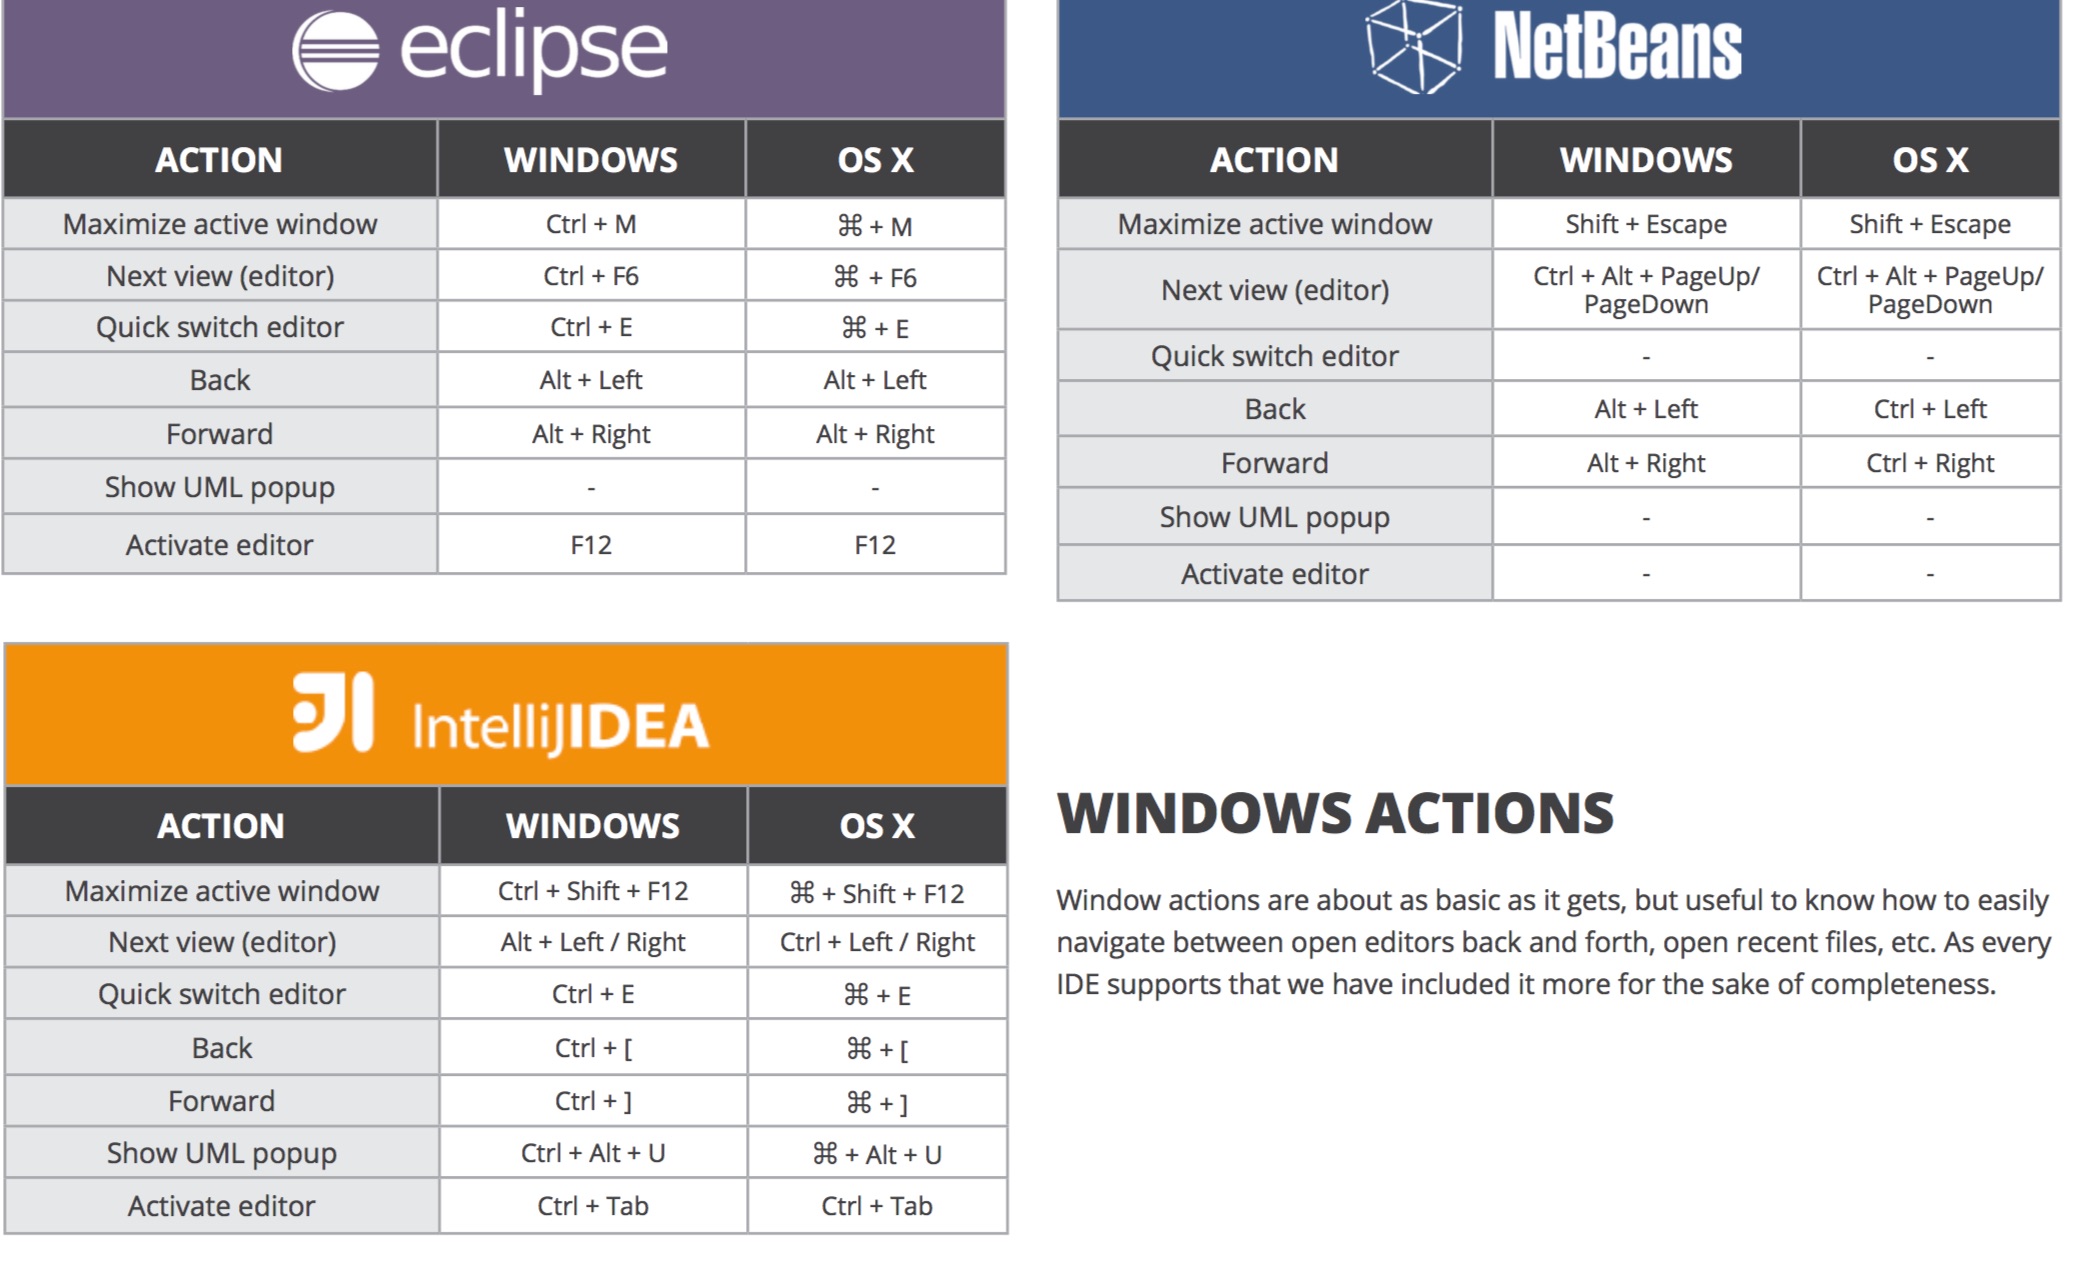 eclipse
ACTION WINDOWS OS X
Maximize active window Ctrl + M ⌘ + M
Next view (editor) Ctrl + F6 ⌘ + F6
Quick switch editor Ctrl + E ⌘ + E
Back Alt + Left Alt + Left
Forward Alt + Right Alt + Right
Show UML popup - -
Activate editor F12 F12
NetBeans
ACTION WINDOWS OS X
Maximize active window Shift + Escape Shift + Escape
Next view (editor) Ctrl + Alt + PageUp/ Ctrl + Alt + PageUp/
PageDown PageDown
Quick switch editor - -
Back Alt + Left Ctrl + Left
Forward Alt + Right Ctrl + Right
Show UML popup - -
Activate editor - -
IntelliJIDEA
ACTION WINDOWS OS X
Maximize active window Ctrl + Shift + F12 ⌘ + Shift + F12
Next view (editor) Alt + Left / Right Ctrl + Left / Right
Quick switch editor Ctrl + E ⌘ + E
Back Ctrl + [ ⌘ + [
Forward Ctrl + ] ⌘ + ]
Show UML popup Ctrl + Alt + U ⌘ + Alt + U
Activate editor Ctrl + Tab Ctrl + Tab
WINDOWS ACTIONS
Window actions are about as basic as it gets, but useful to know how to easily
navigate between open editors back and forth, open recent files, etc. As every
IDE supports that we have included it more for the sake of completeness.